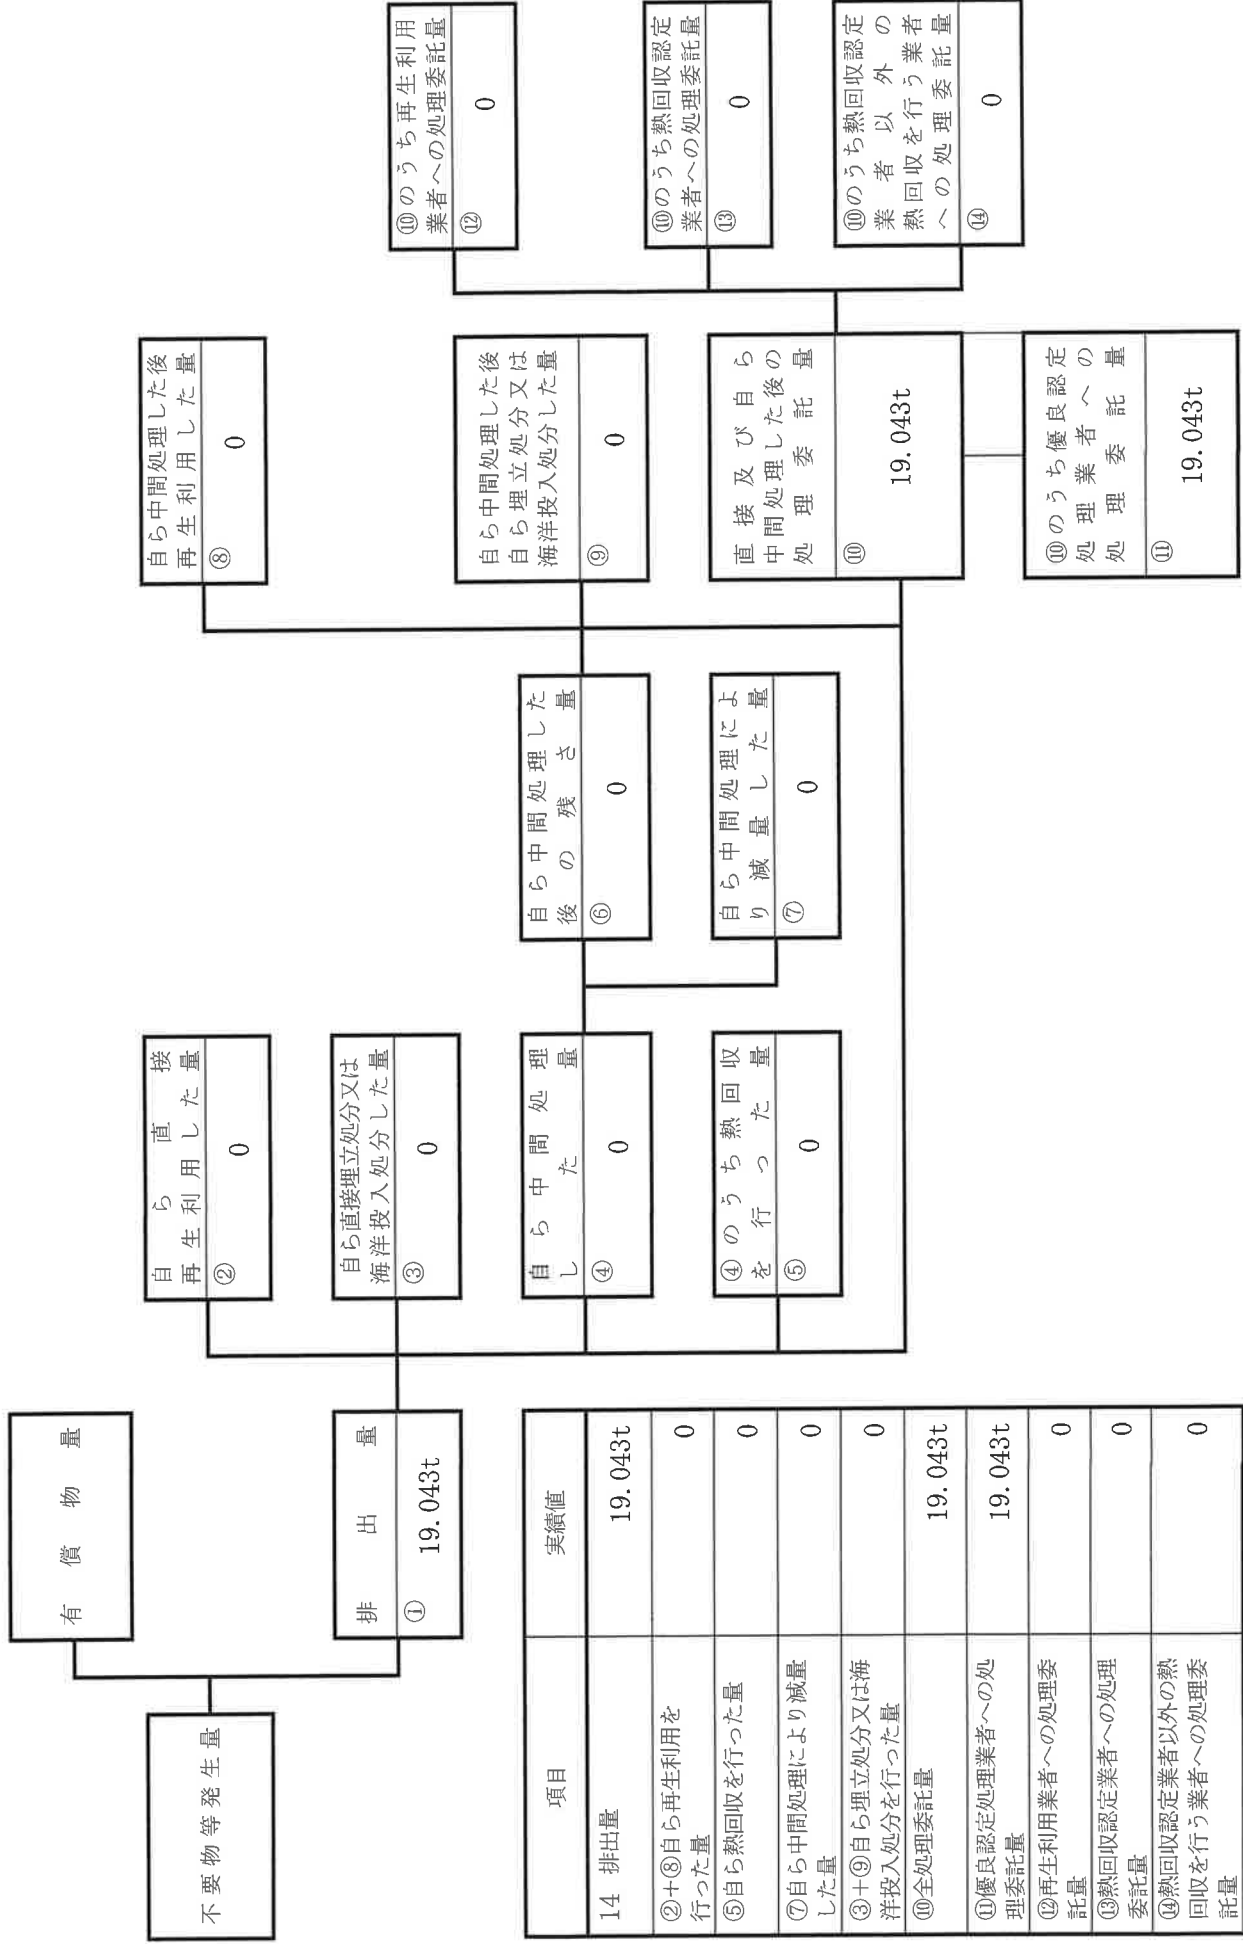 不要物等発生量
有償物量
排出量
① 19.043t
自ら直接
再生利用した量
②
0
自ら直接埋立処分又は
海洋投入処分した量
③
0
自ら中間処理
した量
④
0
④のうち熱回収
を行った量
⑤
0
自ら中間処理した
後の残さ量
⑥
0
自ら中間処理によ
り減量した量
⑦
0
自ら中間処理した後
再生利用した量
⑧
0
自ら中間処理した後
自ら埋立処分又は
海洋投入処分した量
⑨
0
直接及び自ら
中間処理した後の
処理委託量
⑩
19.043t
⑩のうち優良認定
処理業者への
処理委託量
⑪
19.043t
⑩のうち再生利用
業者への処理委託量
⑫
0
⑩のうち熱回収認定
業者への処理委託量
⑬
0
⑩のうち熱回収認定
業者以外の
熱回収を行う業者
への処理委託量
⑭
0
項目 実績値
14 排出量 19.043t
②+⑧自ら再生利用を
行った量 0
⑤自ら熱回収を行った量 0
⑦自ら中間処理により減量
した量 0
③+⑨自ら埋立処分又は海
洋投入処分を行った量 0
⑩全処理委託量 19.043t
⑪優良認定処理業者への処
理委託量 19.043t
⑫再生利用業者への処理委
託量 0
⑬熱回収認定業者への処理
委託量 0
⑭熱回収認定業者以外の熱
回収を行う業者への処理委
託量 0